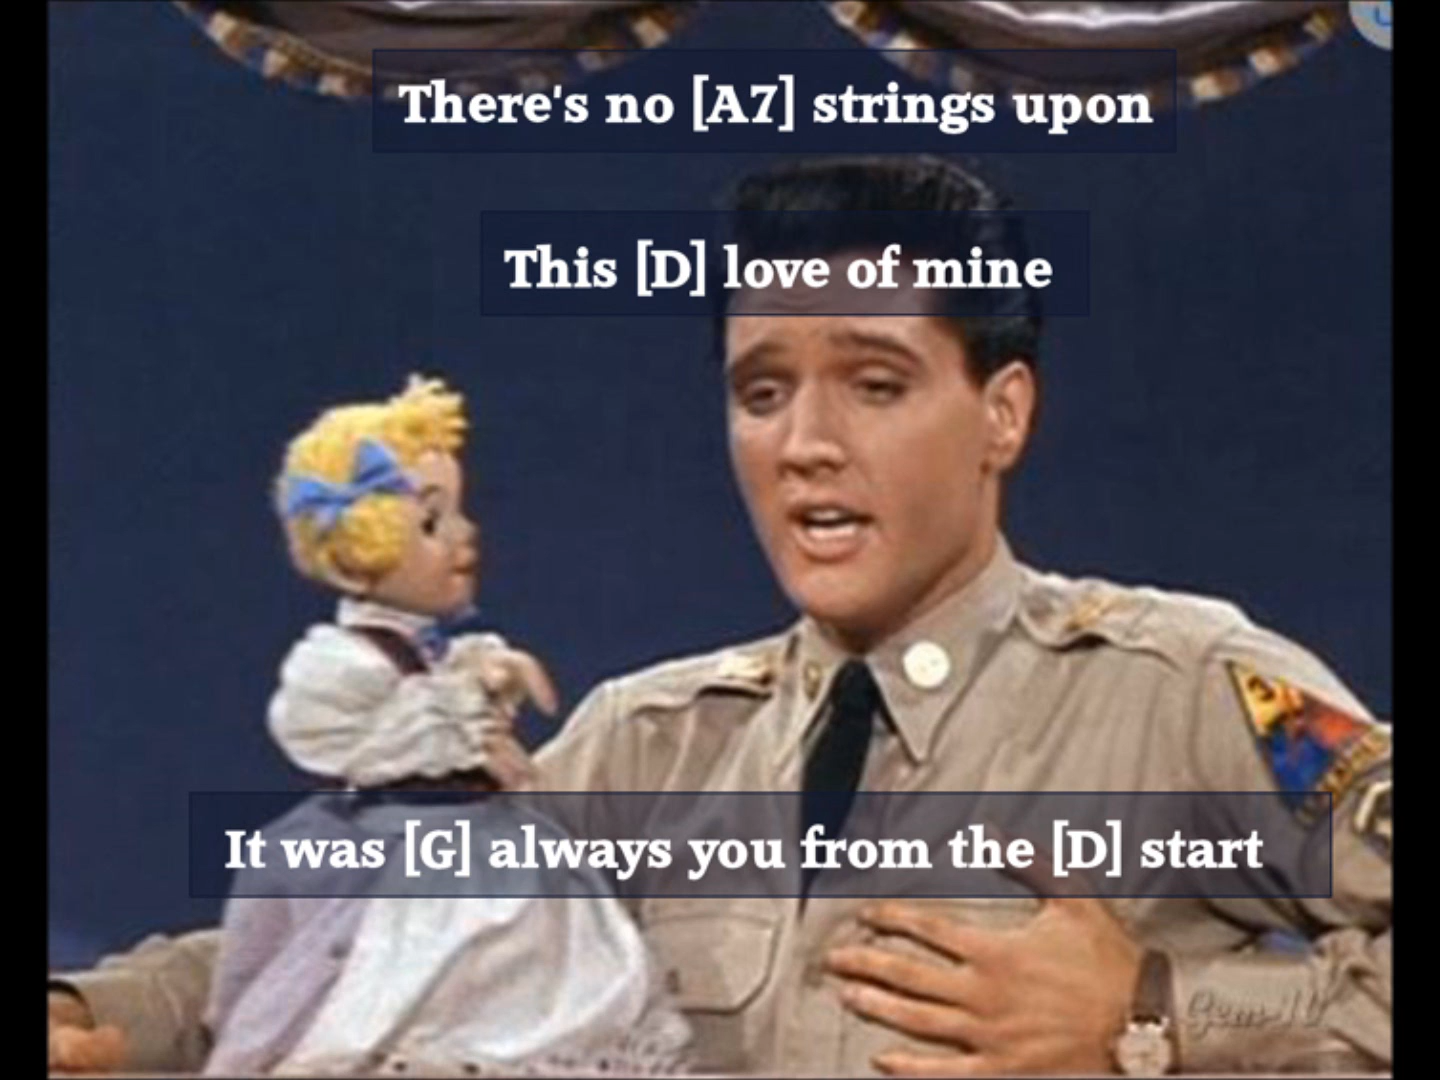 There's no [A7] strings upon
This [D] love of mine
It was [G] always you from the [D] start